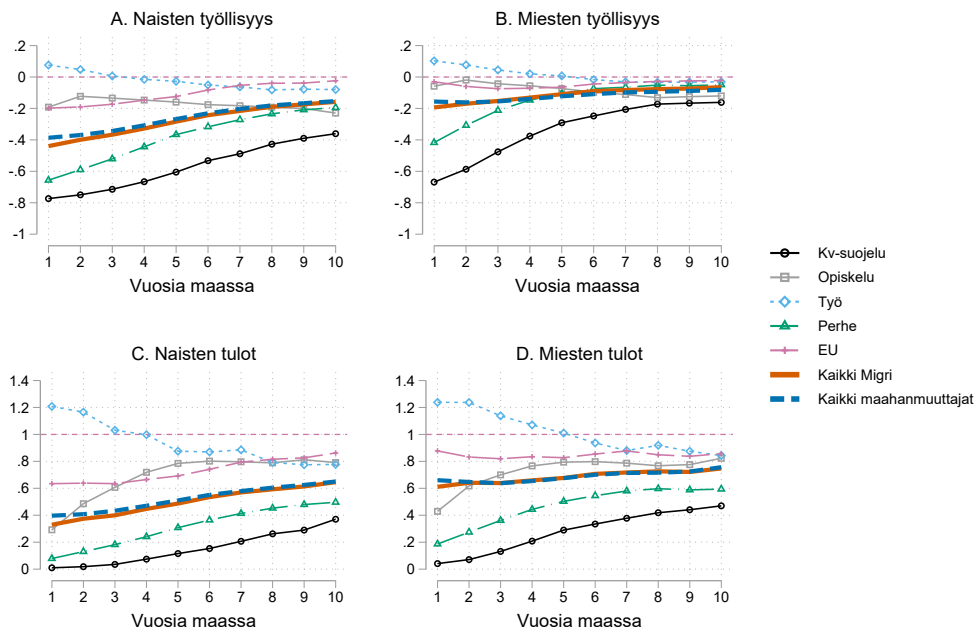 A. Naisten työllisyys
.2
0
-.2
-.4
-.6
-.8
-1
1 2 3 4 5 6 7 8 9 10
Vuosia maassa
B. Miesten työllisyys
.2
0
-.2
-.4
-.6
-.8
-1
1 2 3 4 5 6 7 8 9 10
Vuosia maassa
Kv-suojelu
Opiskelu
Työ
Perhe
EU
Kaikki Migri
Kaikki maahanmuuttajat
C. Naisten tulot
1.4
1.2
1
.8
.6
.4
.2
0
1 2 3 4 5 6 7 8 9 10
Vuosia maassa
D. Miesten tulot
1.4
1.2
1
.8
.6
.4
.2
0
1 2 3 4 5 6 7 8 9 10
Vuosia maassa